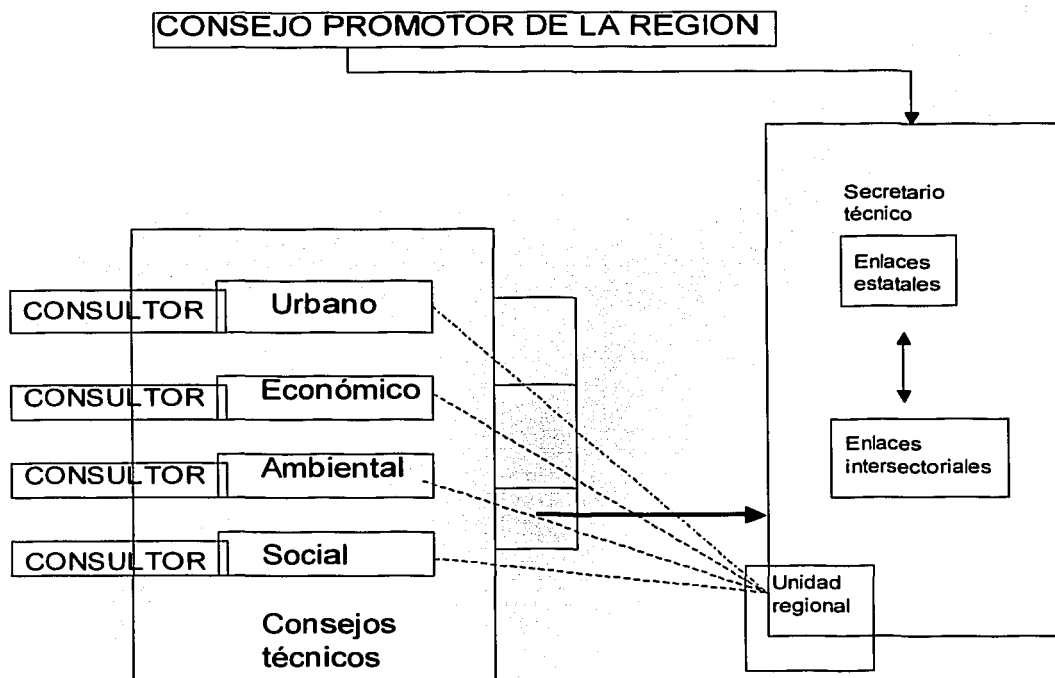 CONSEJO PROMOTOR DE LA REGION
Secretario
técnico
Enlaces
estatales
CONSULTOR Urbano
CONSULTOR Económico
Enlaces
intersectoriales
CONSULTOR Ambiental
CONSULTOR Social
Unidad
regional
Consejos
técnicos